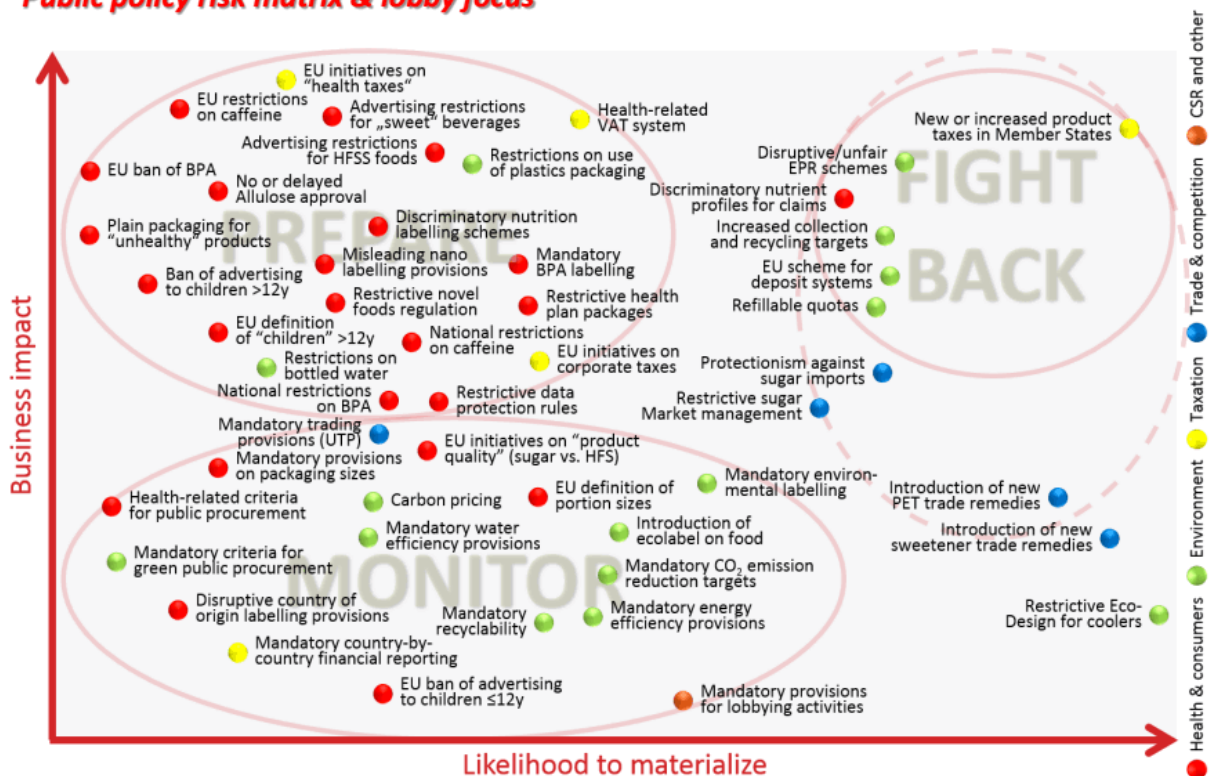 Public policy risk matrix & lobby focus
EU initiatives on
“health taxes“
EU restrictions
on caffeine
Advertising restrictions
for „sweet” beverages
Health-related
VAT system
New or increased product
taxes in Member States
Advertising restrictions
for HFSS foods
Restrictions on use
of plastics packaging
Disruptive/unfair
EPR schemes
EU ban of BPA
No or delayed
Allulose approval
Discriminatory nutrient
profiles for claims
FIGHT
BACK
Plain packaging for
“unhealthy” products
PREPARE
Discriminatory nutrition
labelling schemes
Increased collection
and recycling targets
Misleading nano
labelling provisions
Mandatory
BPA labelling
Ban of advertising
to children >12y
EU scheme for
deposit systems
Restrictive novel
foods regulation
Restrictive health
plan packages
Refillable quotas
EU definition
of “children” >12y
National restrictions
on caffeine
Restrictions on
bottled water
EU initiatives on
corporate taxes
Protectionism against
sugar imports
National restrictions
on BPA
Restrictive data
protection rules
Restrictive sugar
Market management
Mandatory trading
provisions (UTP)
EU initiatives on “product
quality” (sugar vs. HFS)
Mandatory provisions
on packaging sizes
Mandatory environ-
mental labelling
Health-related criteria
for public procurement
Carbon pricing
EU definition of
portion sizes
Introduction of new
PET trade remedies
Mandatory water
efficiency provisions
Introduction of
ecolabel on food
Introduction of new
sweetener trade remedies
Mandatory criteria for
green public procurement
MONITOR
Mandatory CO₂ emission
reduction targets
Disruptive country of
origin labelling provisions
Mandatory
recyclability
Mandatory energy
efficiency provisions
Restrictive Eco-
Design for coolers
Mandatory country-by-
country financial reporting
EU ban of advertising
to children ≤12y
Mandatory provisions
for lobbying activities
Business impact
Likelihood to materialize
Health & consumers
Environment
Taxation
Trade & competition
CSR and other